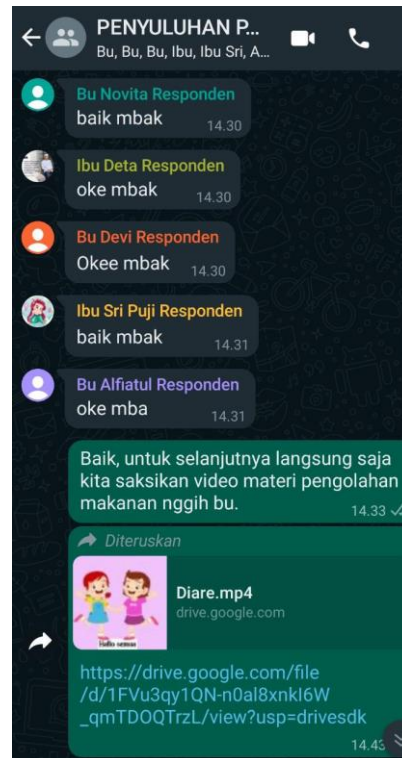 PENYULUHAN P...
Bu, Bu, Bu, Ibu, Ibu Sri, A...
Bu Novita Responden
baik mbak 14.30
Ibu Deta Responden
oke mbak 14.30
Bu Devi Responden
Okee mbak 14.30
Ibu Sri Puji Responden
baik mbak 14.31
Bu Alfiatul Responden
oke mba 14.31
Baik, untuk selanjutnya langsung saja
kita saksikan video materi pengolahan
makanan nggih bu. 14.33
Diteruskan
Diare.mp4
drive.google.com
Hallo semua
https://drive.google.com/file
/d/1FVu3qy1QN-n0al8xnkI6W
_qmTDOQTrzL/view?usp=drivesdk
14.43